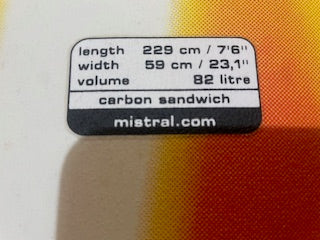 length 229 cm / 7'6"
width 59 cm / 23,1"
volume 82 litre
carbon sandwich
mistral.com